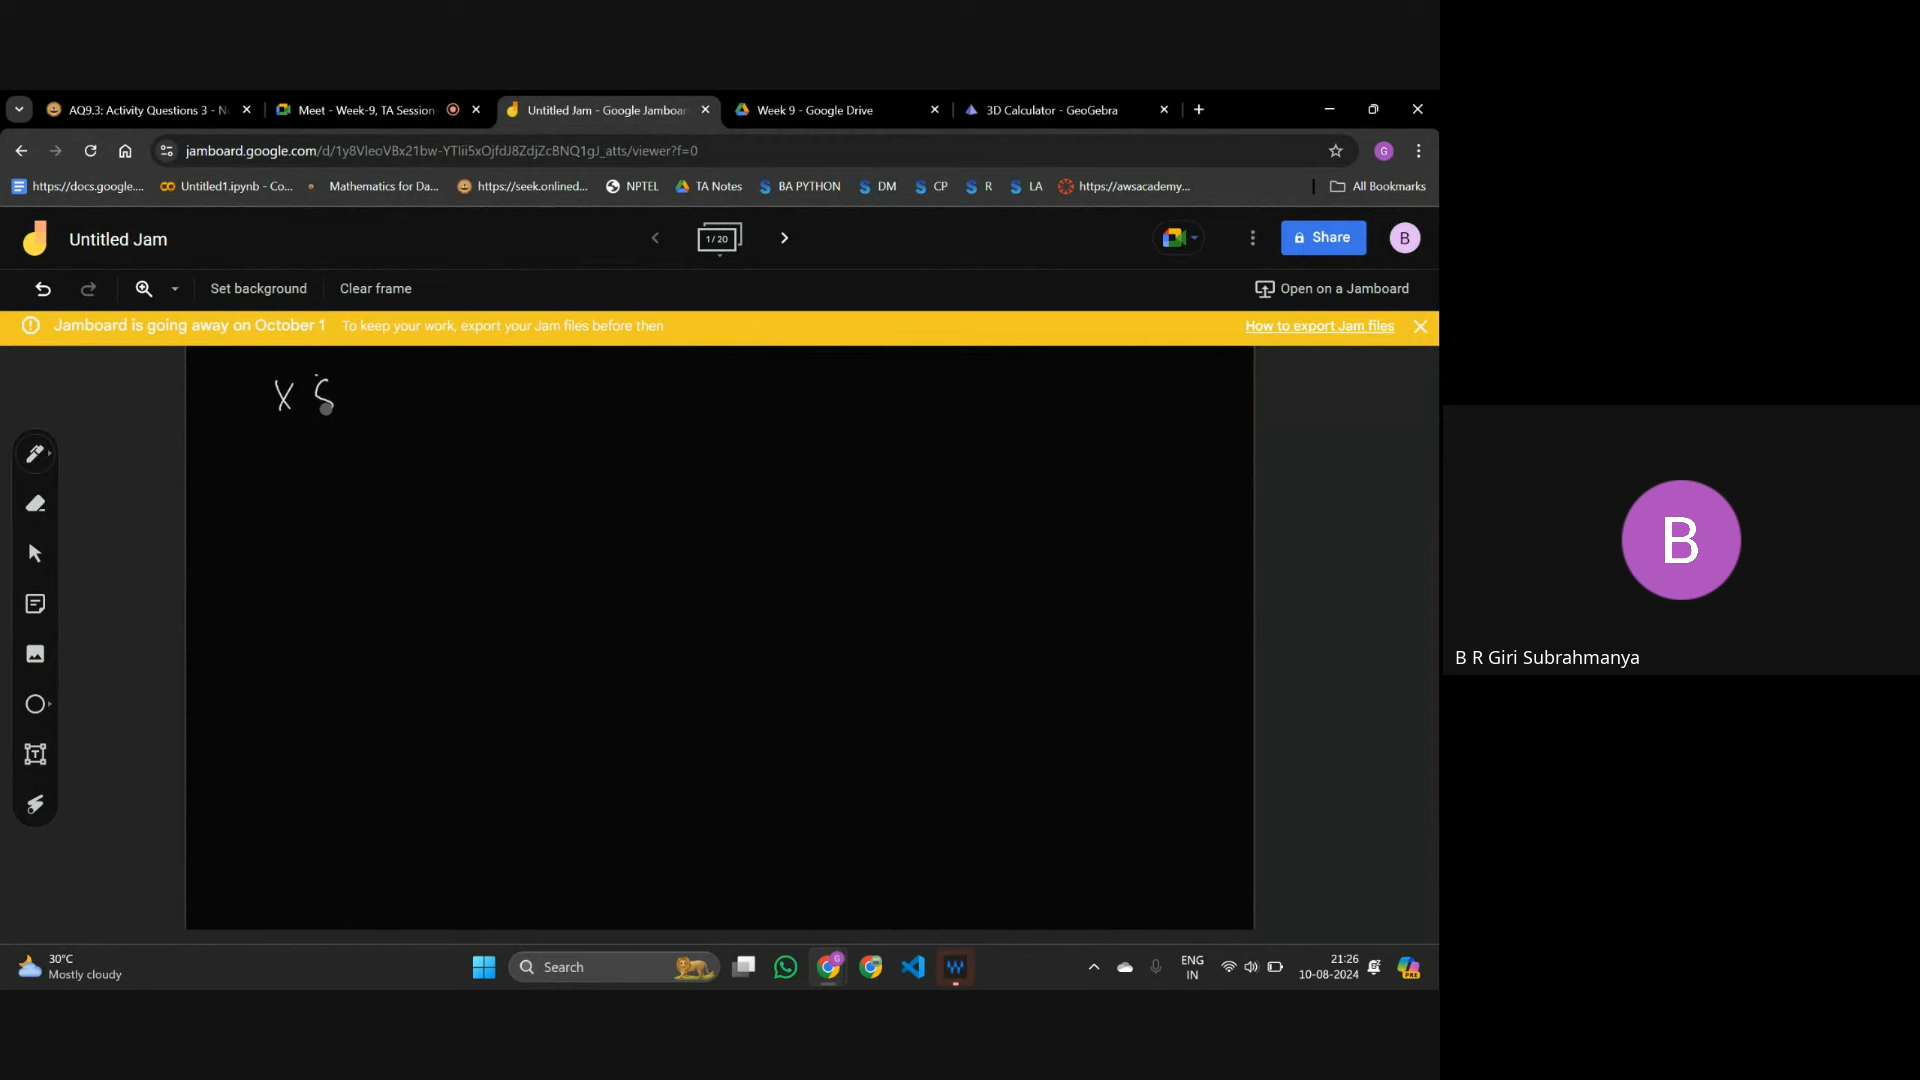 AQ9.3: Activity Questions 3 - N
Meet - Week-9, TA Session
Untitled Jam - Google Jamboar
Week 9 - Google Drive
3D Calculator - GeoGebra
jamboard.google.com/d/1y8VleoVBx21bw-YTIii5xOjfdJ8ZdjZcBNQ1gJ_atts/viewer?f=0
G
https://docs.google....
Untitled1.ipynb - Co...
Mathematics for Da...
https://seek.onlined...
NPTEL
TA Notes
BA PYTHON
DM
CP
R
LA
https://awsacademy...
All Bookmarks
Untitled Jam
1 / 20
Share
B
Set background
Clear frame
Open on a Jamboard
Jamboard is going away on October 1 To keep your work, export your Jam files before then
How to export Jam files
X
B
B R Giri Subrahmanya
30°C
Mostly cloudy
Search
ENG
IN
21:26
10-08-2024